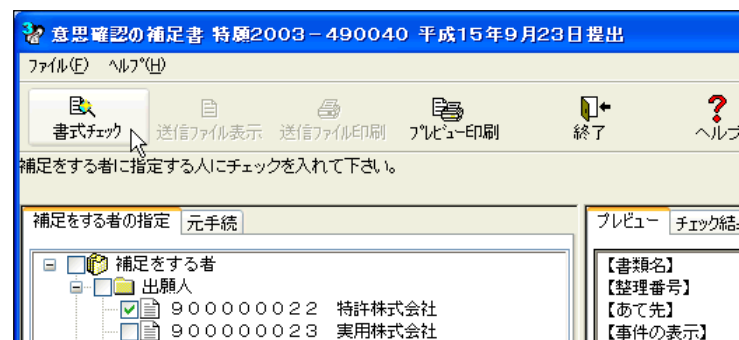 意思確認の補足書 特願2003-490040 平成15年9月23日提出
ファイル(F) ヘルプ(H)
書式チェック 送信ファイル表示 送信ファイル印刷 プレビュー印刷 終了 ヘルプ
補足をする者に指定する人にチェックを入れて下さい。
補足をする者の指定 元手続
プレビュー チェック結
補足をする者
出願人
900000022 特許株式会社
900000023 実用株式会社
【書類名】
【整理番号】
【あて先】
【事件の表示】